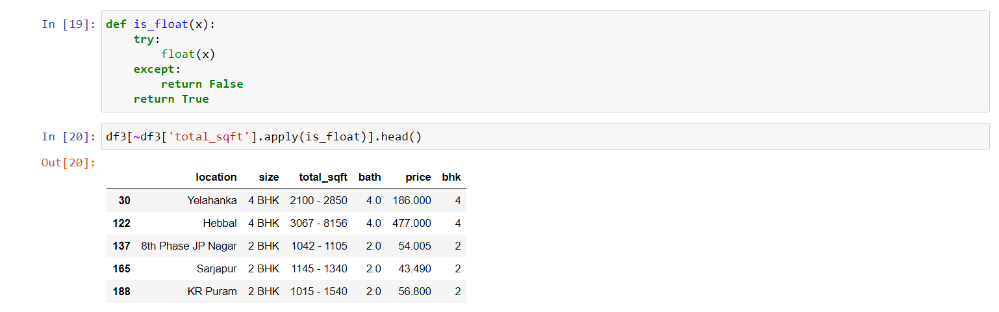 In [19]: def is_float(x):
    try:
        float(x)
    except:
        return False
    return True
In [20]: df3[~df3['total_sqft'].apply(is_float)].head()
Out[20]:
location size total_sqft bath price bhk
30 Yelahanka 4 BHK 2100 - 2850 4.0 186.000 4
122 Hebbal 4 BHK 3067 - 8156 4.0 477.000 4
137 8th Phase JP Nagar 2 BHK 1042 - 1105 2.0 54.005 2
165 Sarjapur 2 BHK 1145 - 1340 2.0 43.490 2
188 KR Puram 2 BHK 1015 - 1540 2.0 56.800 2